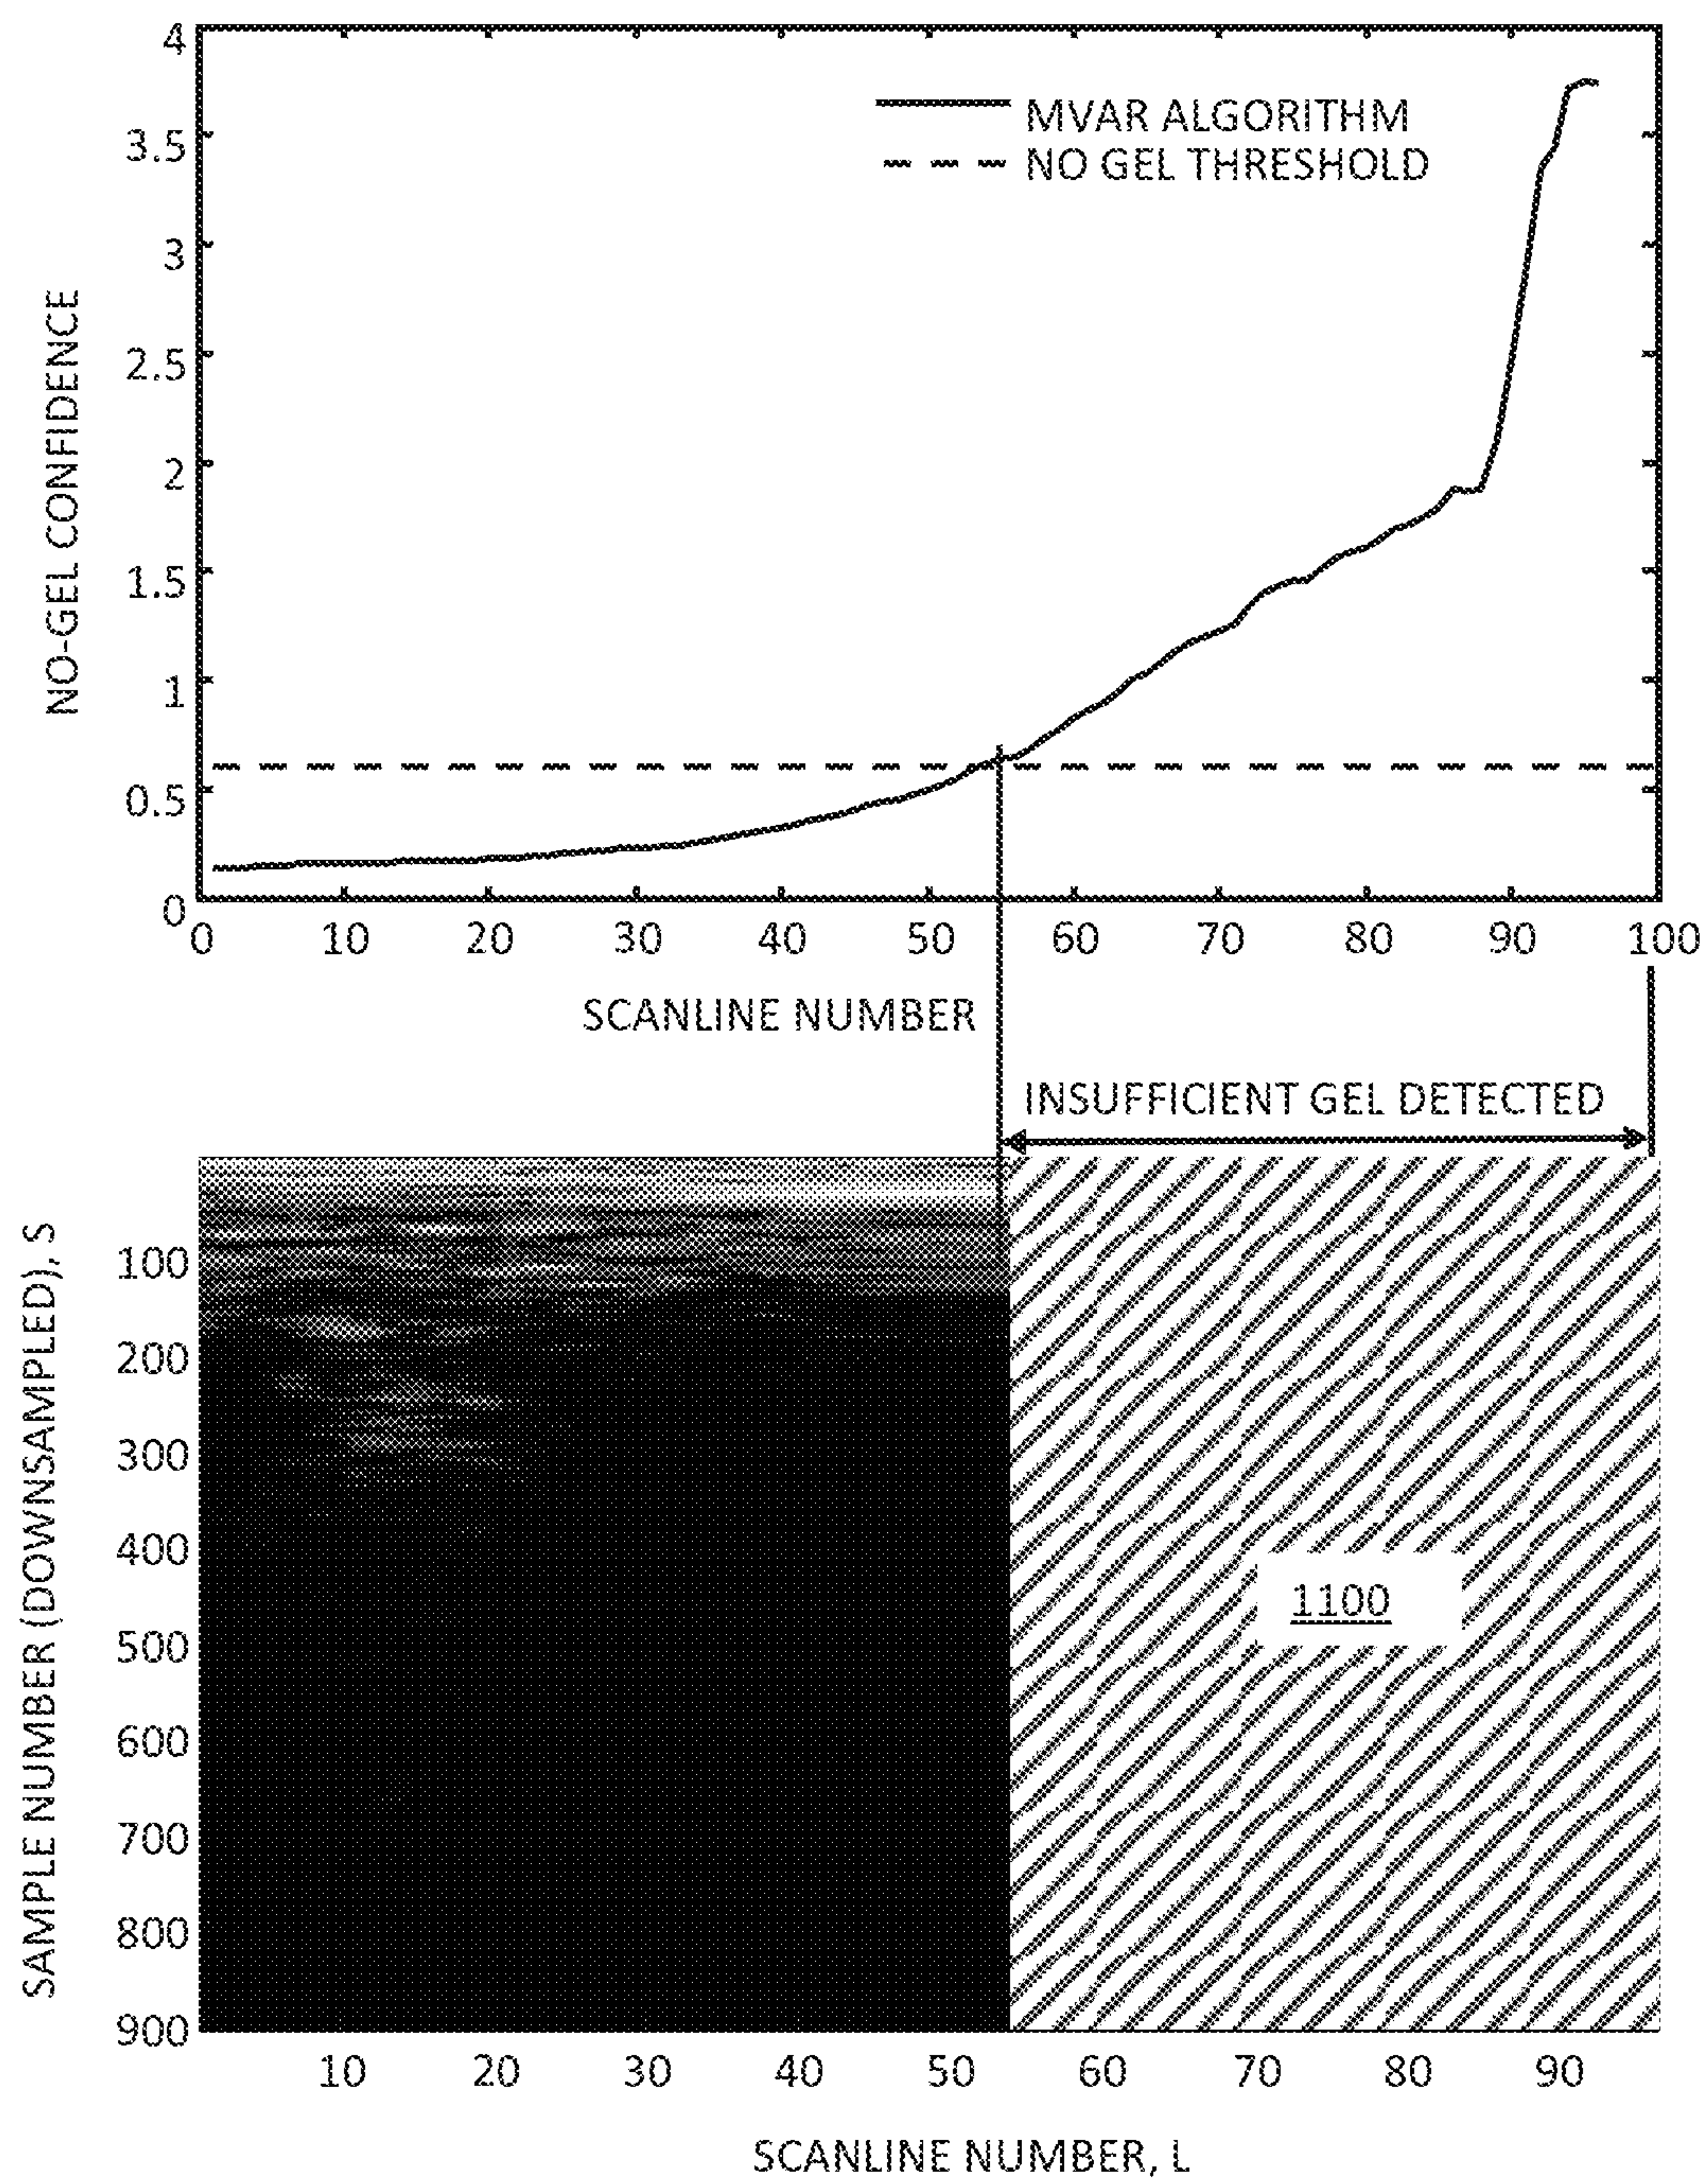 4
3.5
3
2.5
2
1.5
1
0.5
0
NO-GEL CONFIDENCE
MVAR ALGORITHM
NO GEL THRESHOLD
0 10 20 30 40 50 60 70 80 90 100
SCANLINE NUMBER
INSUFFICIENT GEL DETECTED
SAMPLE NUMBER (DOWNSAMPLED), S
100
200
300
400
500
600
700
800
900
1100
10 20 30 40 50 60 70 80 90
SCANLINE NUMBER, L